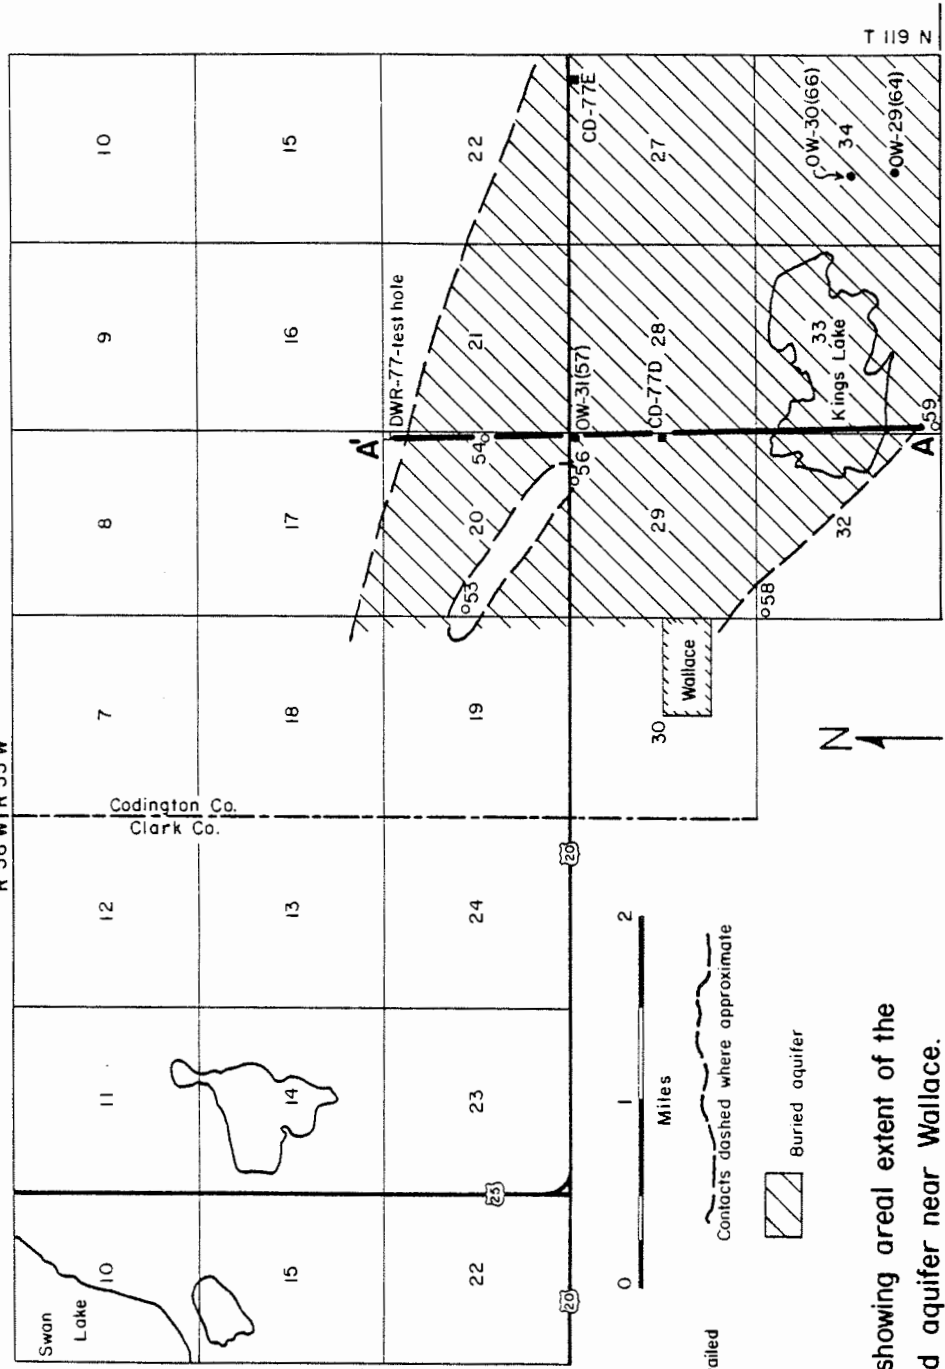 R 56 W R 55 W
T 119 N
Swan
Lake
10
11
12
7
8
9
10
Codington Co.
Clark Co.
15
14
13
18
17
16
15
25
22
23
24
19
20
21
22
A'
DWR-77-test hole
53
54
20
20
56
OW-31(57)
CD-77E
30
29
28
27
CD-77D
Wallace
58
32
33
Kings Lake
34
OW-30(66)
OW-29(64)
A
59
N
0
1
2
Miles
Contacts dashed where approximate
Buried aquifer
showing areal extent of the
d aquifer near Wallace.